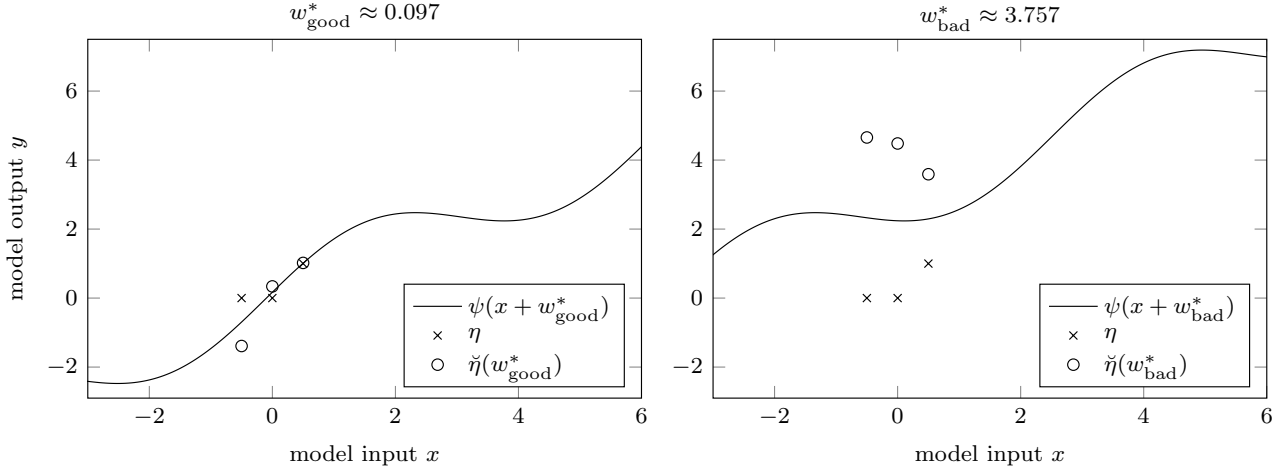 w*good ≈ 0.097
model output y
6
4
2
0
−2
ψ(x + w*good)
η
η̆(w*good)
−2 0 2 4 6
model input x
w*bad ≈ 3.757
6
4
2
0
−2
ψ(x + w*bad)
η
η̆(w*bad)
−2 0 2 4 6
model input x